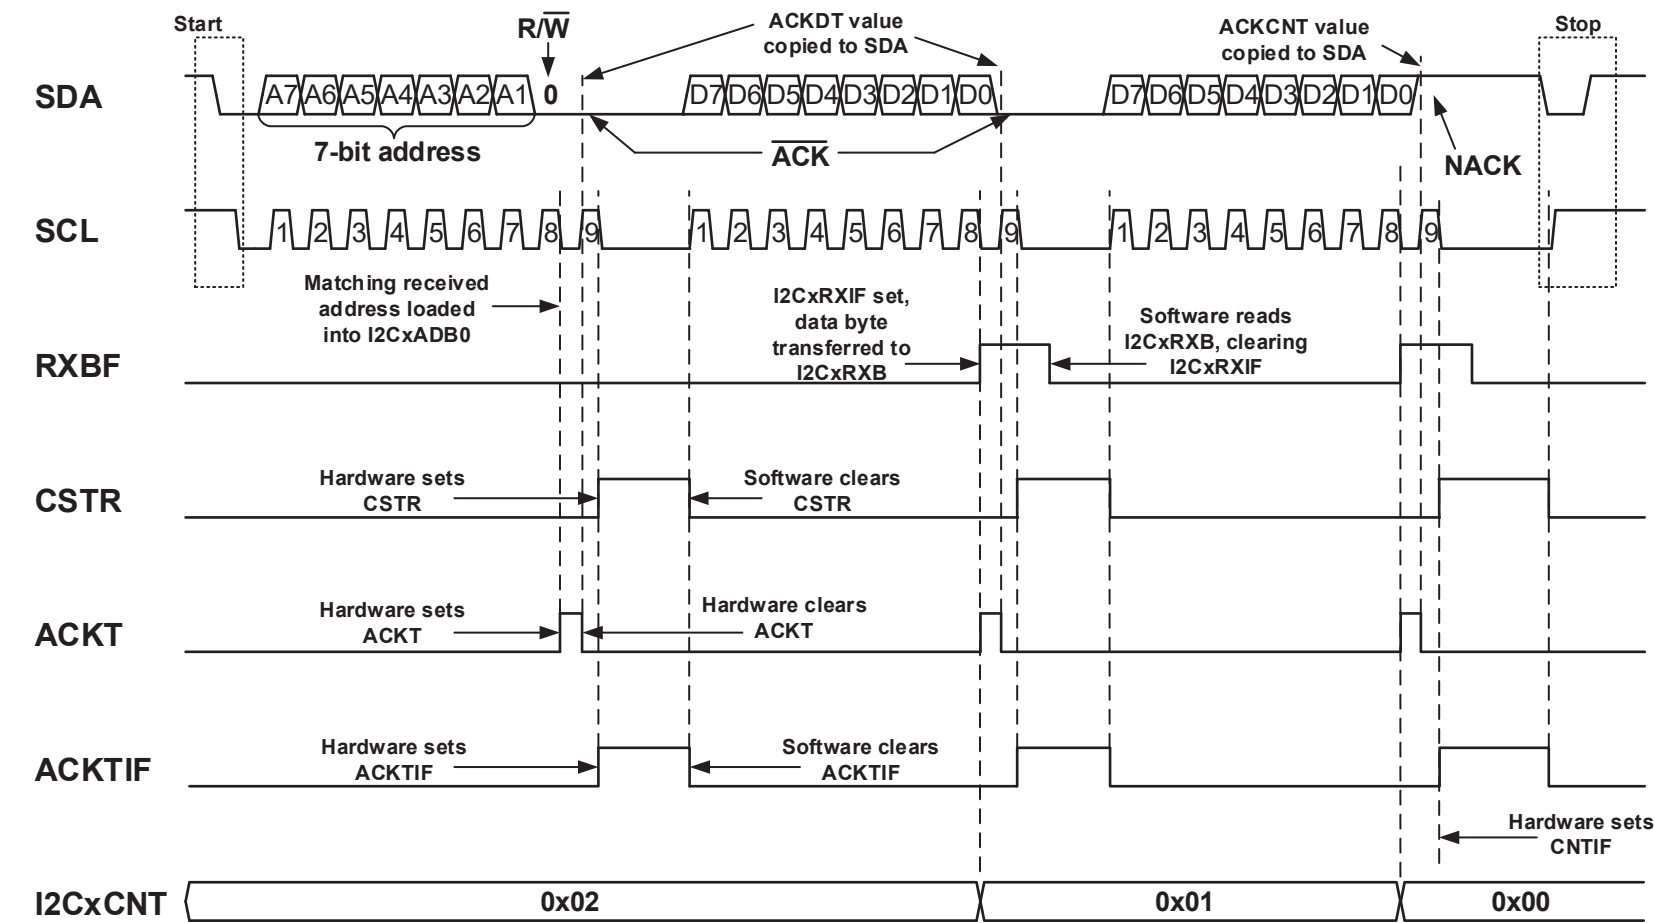 Start
R/W
ACKDT value
copied to SDA
ACKCNT value
copied to SDA
Stop
SDA
A7 A6 A5 A4 A3 A2 A1 0
D7 D6 D5 D4 D3 D2 D1 D0
D7 D6 D5 D4 D3 D2 D1 D0
7-bit address
ACK
NACK
SCL
1 2 3 4 5 6 7 8 9
1 2 3 4 5 6 7 8 9
1 2 3 4 5 6 7 8 9
Matching received
address loaded
into I2CxADB0
I2CxRXIF set,
data byte
transferred to
I2CxRXB
Software reads
I2CxRXB, clearing
I2CxRXIF
RXBF
Hardware sets
CSTR
Software clears
CSTR
CSTR
Hardware sets
ACKT
Hardware clears
ACKT
ACKT
Hardware sets
ACKTIF
Software clears
ACKTIF
ACKTIF
Hardware sets
CNTIF
I2CxCNT
0x02
0x01
0x00